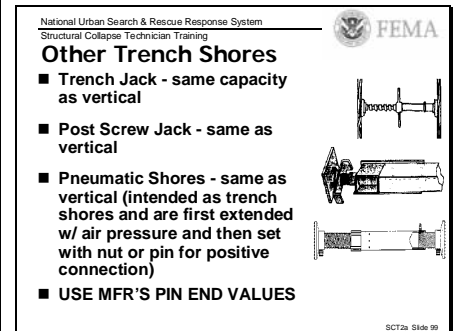 National Urban Search & Rescue Response System
Structural Collapse Technician Training
FEMA
Other Trench Shores
■ Trench Jack - same capacity
as vertical
■ Post Screw Jack - same as
vertical
■ Pneumatic Shores - same as
vertical (intended as trench
shores and are first extended
w/ air pressure and then set
with nut or pin for positive
connection)
■ USE MFR'S PIN END VALUES
SCT2a Slide 99